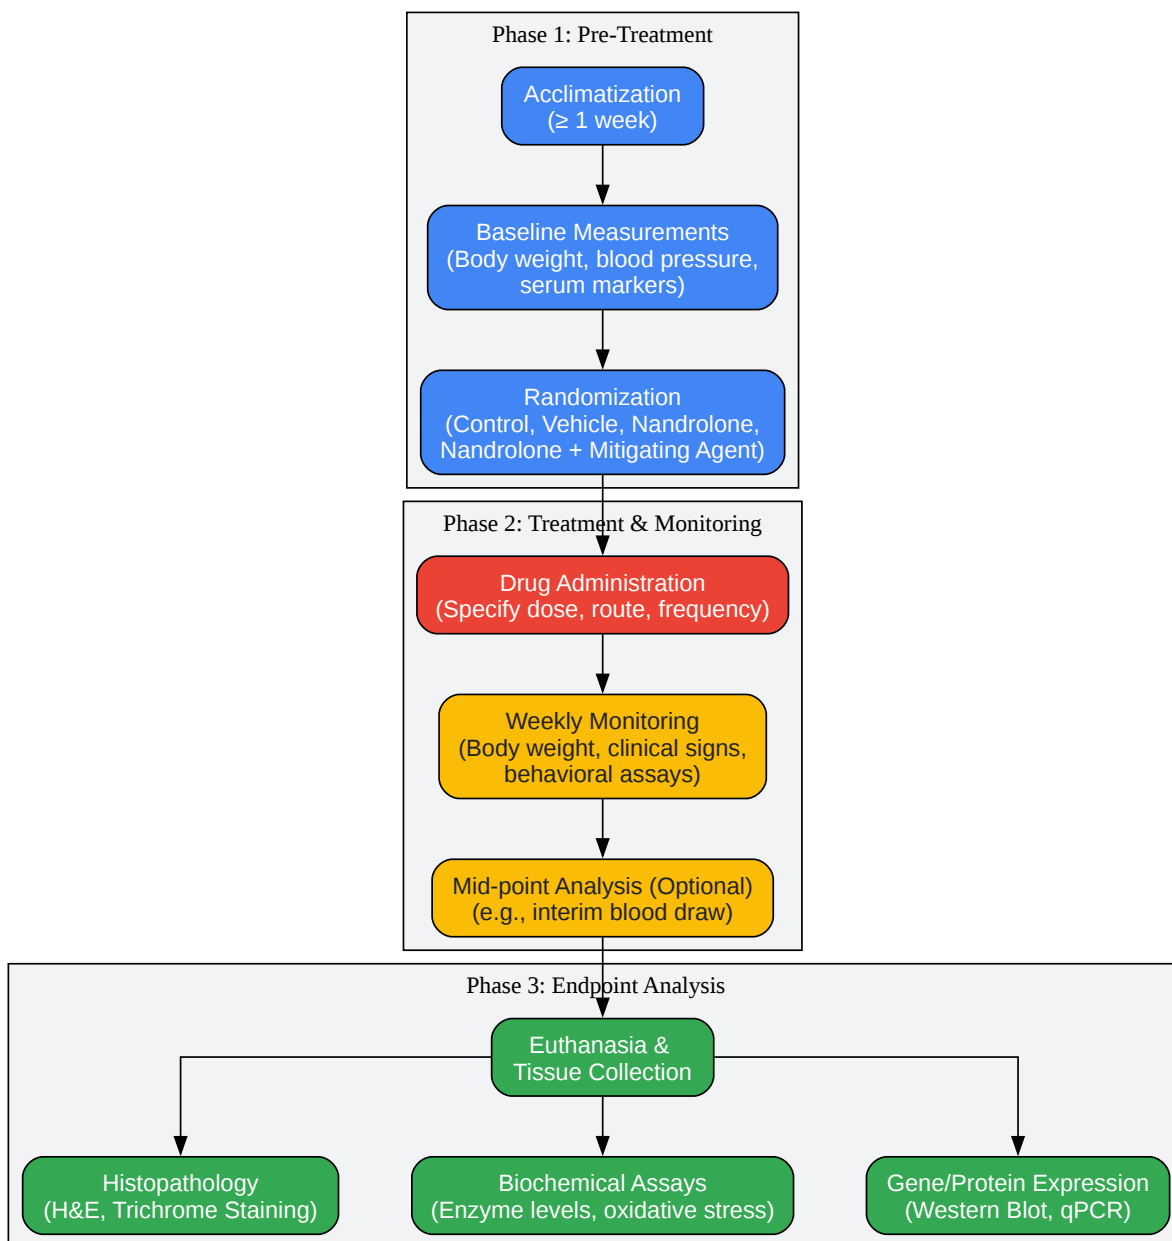 Phase 1: Pre-Treatment
Acclimatization
(≥ 1 week)
Baseline Measurements
(Body weight, blood pressure,
serum markers)
Randomization
(Control, Vehicle, Nandrolone,
Nandrolone + Mitigating Agent)
Phase 2: Treatment & Monitoring
Drug Administration
(Specify dose, route, frequency)
Weekly Monitoring
(Body weight, clinical signs,
behavioral assays)
Mid-point Analysis (Optional)
(e.g., interim blood draw)
Phase 3: Endpoint Analysis
Euthanasia &
Tissue Collection
Histopathology
(H&E, Trichrome Staining)
Biochemical Assays
(Enzyme levels, oxidative stress)
Gene/Protein Expression
(Western Blot, qPCR)